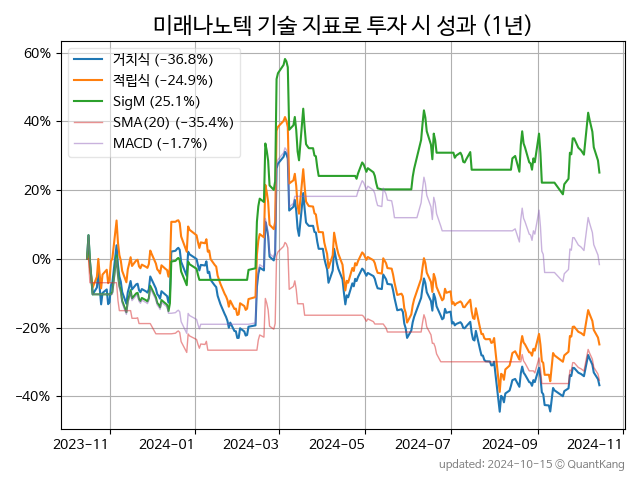 미래나노텍 기술 지표로 투자 시 성과 (1년)
거치식 (−36.8%)
적립식 (−24.9%)
SigM (25.1%)
SMA(20) (−35.4%)
MACD (−1.7%)
60%
40%
20%
0%
−20%
−40%
2023−11 2024−01 2024−03 2024−05 2024−07 2024−09 2024−11
updated: 2024-10-15 © QuantKang